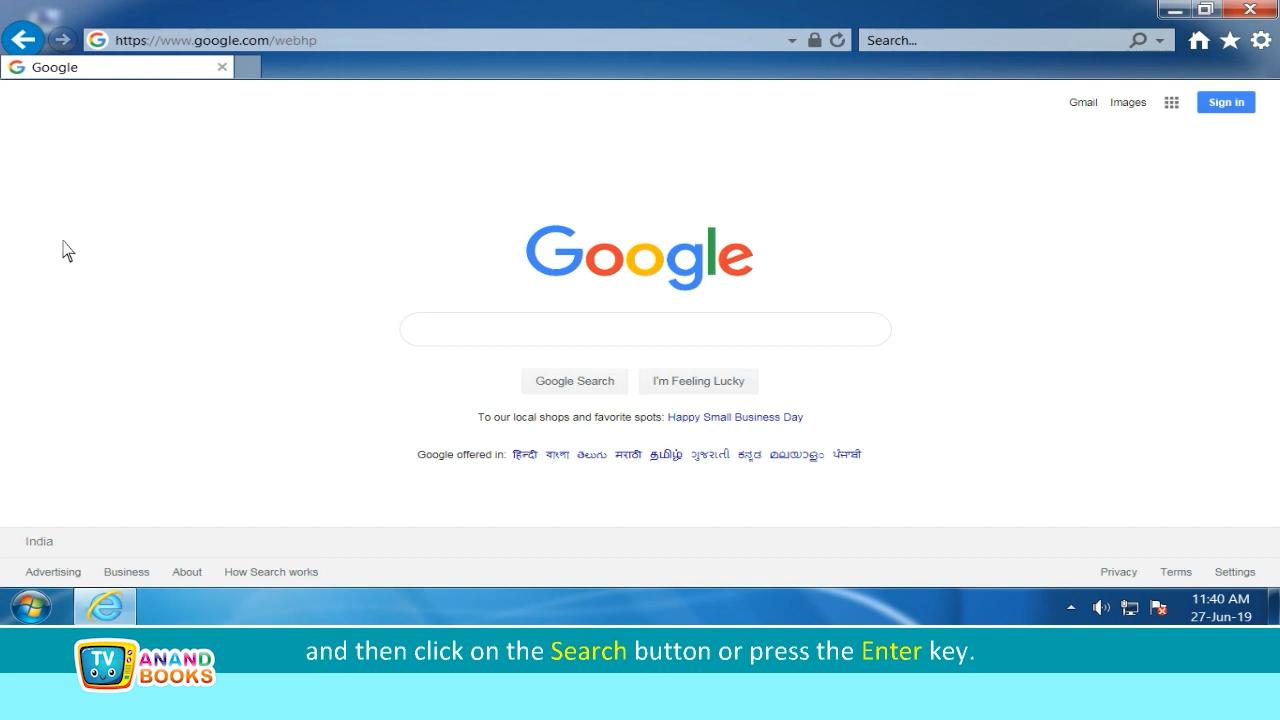 https://www.google.com/webhp
Search...
Google
Gmail Images Sign in
Google
Google Search I'm Feeling Lucky
To our local shops and favorite spots: Happy Small Business Day
Google offered in: हिन्दी বাংলা తెలుగు मराठी தமிழ் ગુજરાતી ಕನ್ನಡ മലയാളം ਪੰਜਾਬੀ
India
Advertising Business About How Search works Privacy Terms Settings
11:40 AM
27-Jun-19
and then click on the Search button or press the Enter key.
TV ANAND
BOOKS